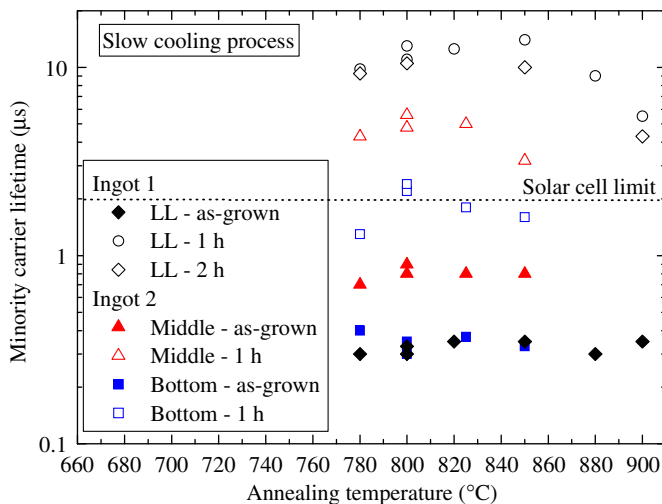 Slow cooling process
10
1
0.1
Minority carrier lifetime (μs)
Solar cell limit
Ingot 1
LL - as-grown
LL - 1 h
LL - 2 h
Ingot 2
Middle - as-grown
Middle - 1 h
Bottom - as-grown
Bottom - 1 h
660 680 700 720 740 760 780 800 820 840 860 880 900
Annealing temperature (°C)